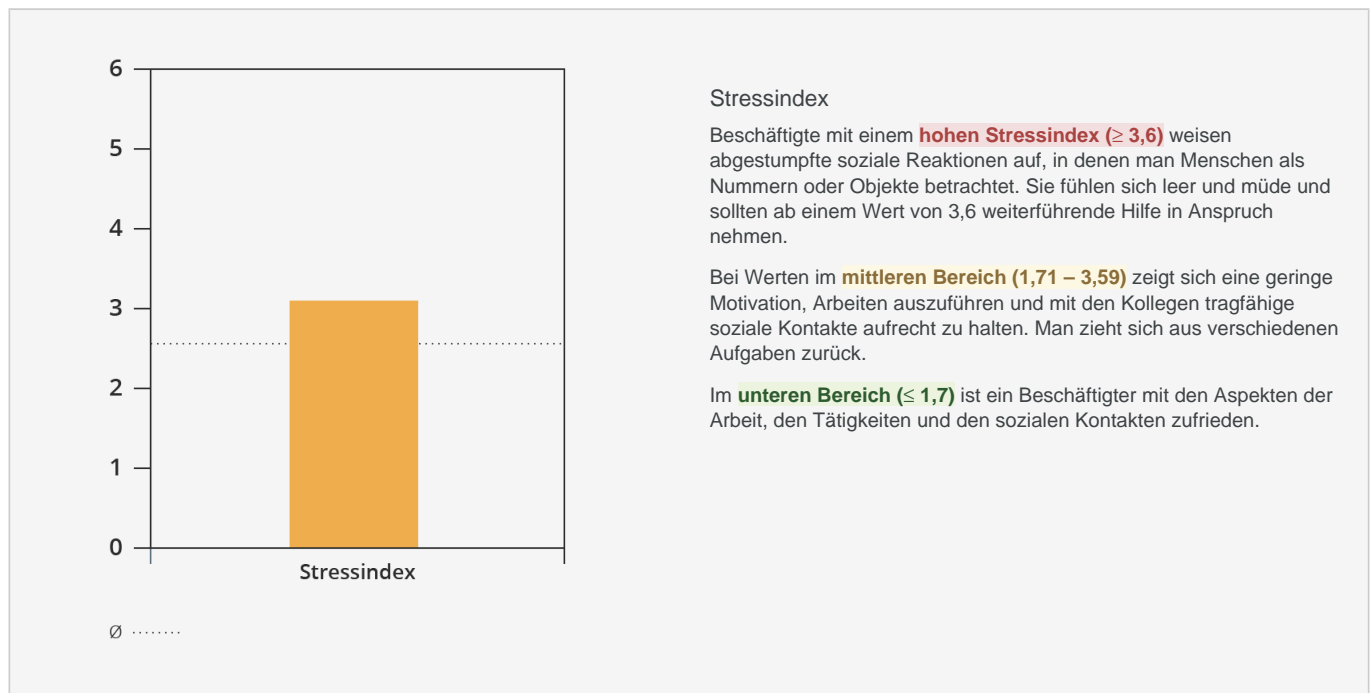 6
5
4
3
2
1
0
Stressindex
Ø
Stressindex
Beschäftigte mit einem hohen Stressindex (≥ 3,6) weisen
abgestumpfte soziale Reaktionen auf, in denen man Menschen als
Nummern oder Objekte betrachtet. Sie fühlen sich leer und müde und
sollten ab einem Wert von 3,6 weiterführende Hilfe in Anspruch
nehmen.
Bei Werten im mittleren Bereich (1,71 – 3,59) zeigt sich eine geringe
Motivation, Arbeiten auszuführen und mit den Kollegen tragfähige
soziale Kontakte aufrecht zu halten. Man zieht sich aus verschiedenen
Aufgaben zurück.
Im unteren Bereich (≤ 1,7) ist ein Beschäftigter mit den Aspekten der
Arbeit, den Tätigkeiten und den sozialen Kontakten zufrieden.